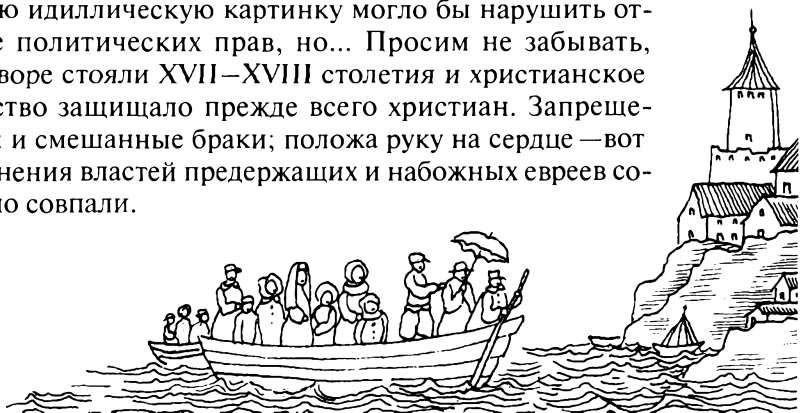 ю идиллическую картинку могло бы нарушить от-
е политических прав, но... Просим не забывать,
воре стояли XVII–XVIII столетия и христианское
ство защищало прежде всего христиан. Запреще-
и смешанные браки; положа руку на сердце —вот
нения властей предержащих и набожных евреев со-
но совпали.